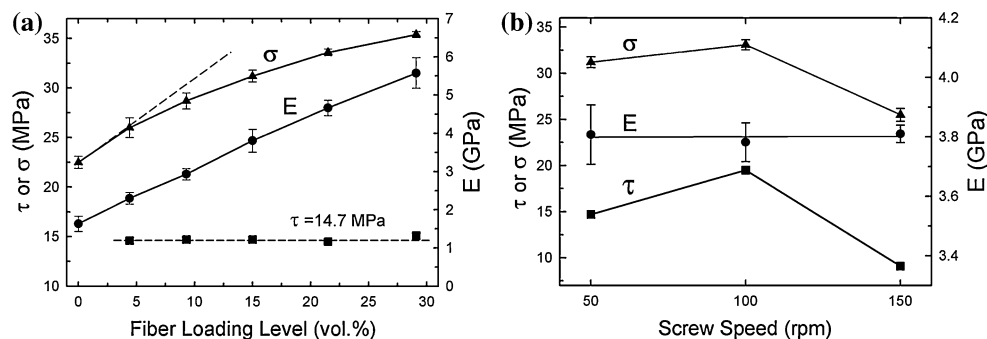 (a)
τ or σ (MPa)
35
30
25
20
15
10
σ
E
τ =14.7 MPa
7
6
5
4
3
2
1
0
E (GPa)
0 5 10 15 20 25 30
Fiber Loading Level (vol.%)
(b)
τ or σ (MPa)
35
30
25
20
15
10
σ
E
τ
4.2
4.0
3.8
3.6
3.4
E (GPa)
50 100 150
Screw Speed (rpm)